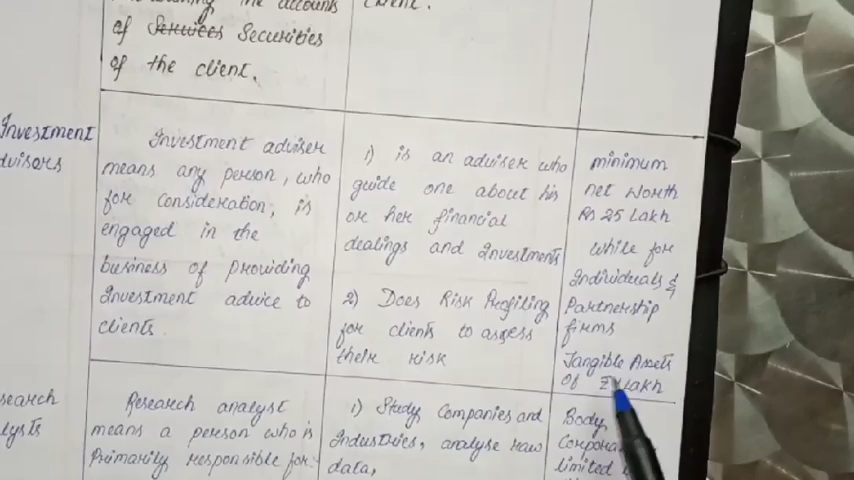 the accounts
of Services Securities
of the client.
client.
Investment
Investment adviser
means any person, who
for consideration, is
engaged in the
business of providing
Investment advice to
clients.
1) is an adviser who
guide one about his
or her financial
dealings and Investments
2) Does Risk Profiling
for clients to assess
their risk
minimum
net worth
Rs 25 Lakh
while for
Individuals &
Partnership
firms
Tangible Assets
of lakh
Research analyst
means a person who is
Primarily responsible for
1) Study Companies and
Industries, analyse raw
data,
Body
limited